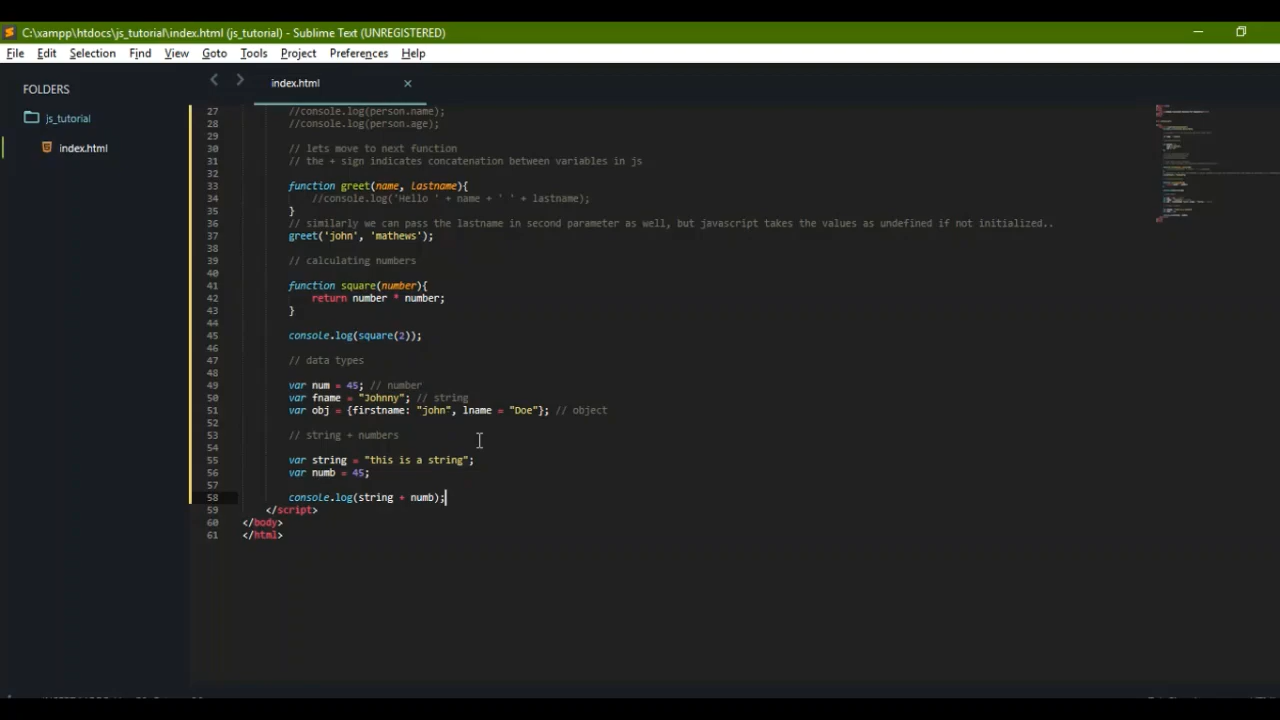 C:\xampp\htdocs\js_tutorial\index.html (js_tutorial) - Sublime Text (UNREGISTERED)
File Edit Selection Find View Goto Tools Project Preferences Help
FOLDERS
js_tutorial
index.html
index.html
27 //console.log(person.name);
28 //console.log(person.age);
29
30 // lets move to next function
31 // the + sign indicates concatenation between variables in js
32
33 function greet(name, lastname){
34 //console.log('Hello ' + name + ' ' + lastname);
35 }
36 // similarly we can pass the lastname in second parameter as well, but javascript takes the values as undefined if not initialized..
37 greet('john', 'mathews');
38
39 // calculating numbers
40
41 function square(number){
42 return number * number;
43 }
44
45 console.log(square(2));
46
47 // data types
48
49 var num = 45; // number
50 var fname = "Johnny"; // string
51 var obj = {firstname: "john", lname = "Doe"}; // object
52
53 // string + numbers
54
55 var string = "this is a string";
56 var numb = 45;
57
58 console.log(string + numb);
59 </script>
60 </body>
61 </html>